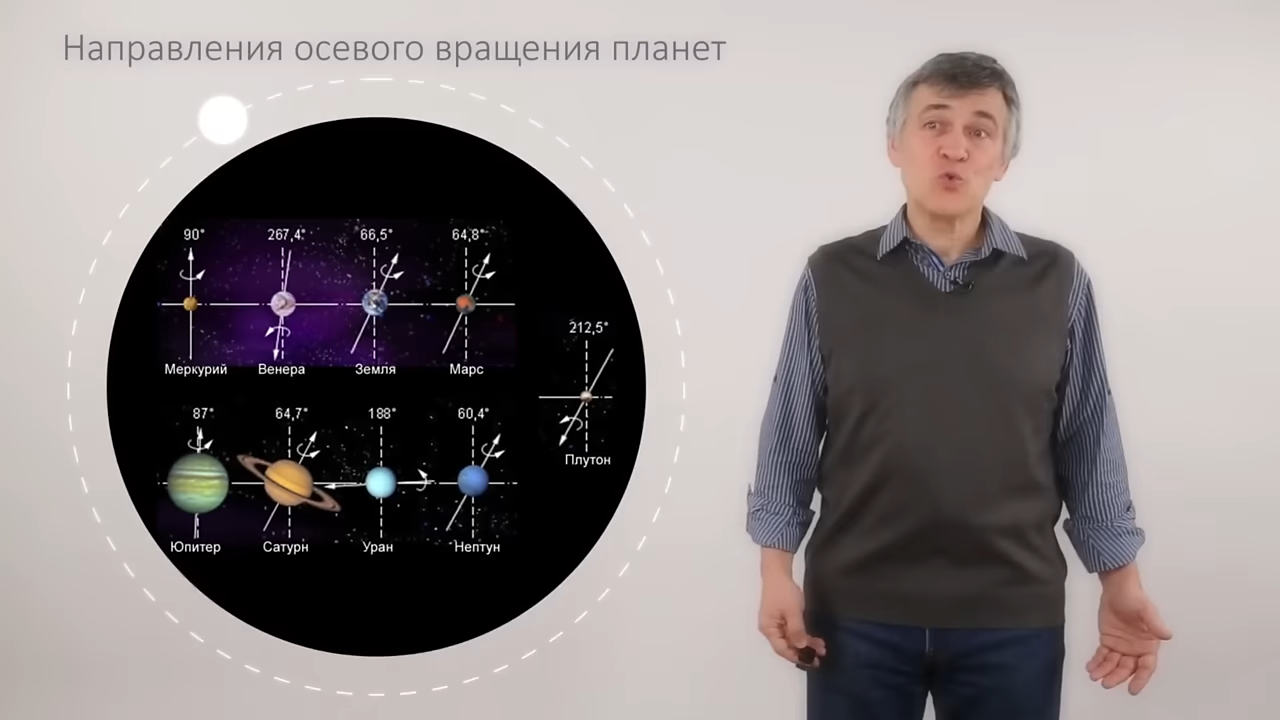 Направления осевого вращения планет
90° 267,4° 66,5° 64,8°
Меркурий Венера Земля Марс
212,5°
Плутон
87° 64,7° 188° 60,4°
Юпитер Сатурн Уран Нептун